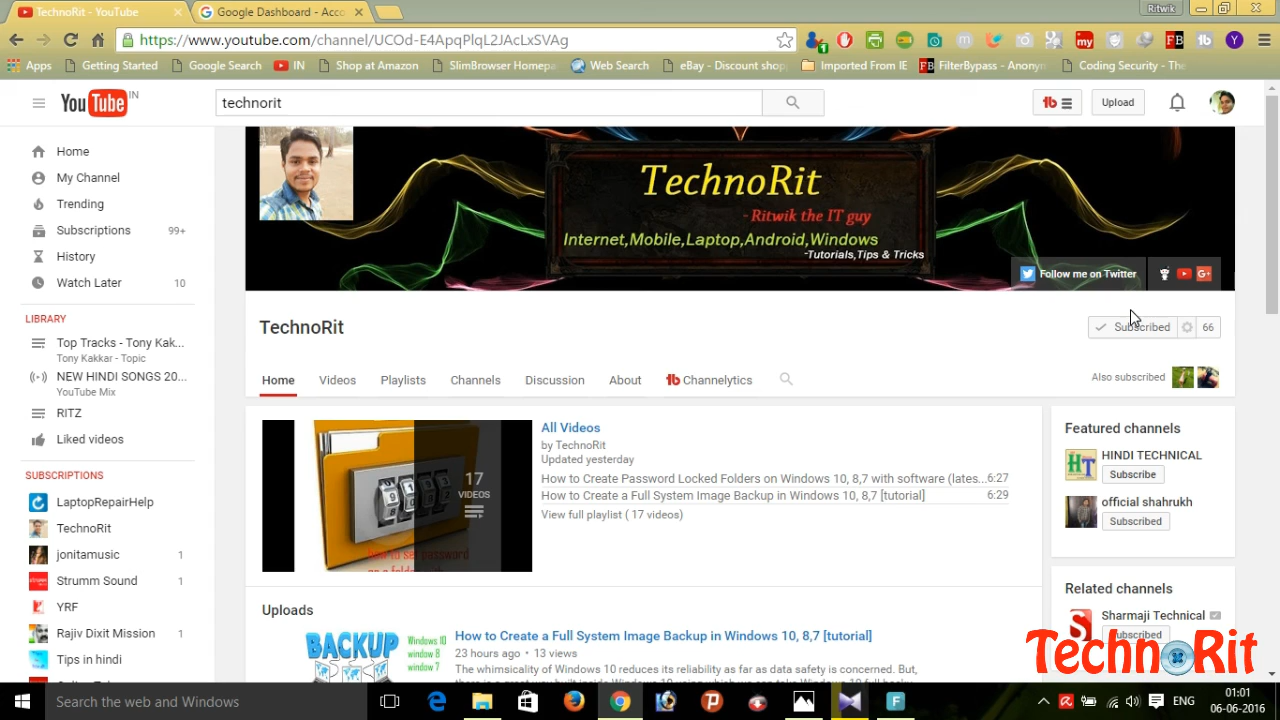 TechnoRit - YouTube
Google Dashboard - Acco
Ritwik
https://www.youtube.com/channel/UCOd-E4ApqPlqL2JAcLxSVAg
1
Apps
Getting Started
Google Search
IN
Shop at Amazon
SlimBrowser Homepa
Web Search
eBay - Discount shop
Imported From IE
FilterBypass - Anonym
Coding Security - The
You Tube IN
technorit
Upload
Home
My Channel
Trending
Subscriptions 99+
History
Watch Later 10
LIBRARY
Top Tracks - Tony Kak...
Tony Kakkar - Topic
NEW HINDI SONGS 20...
YouTube Mix
RITZ
Liked videos
SUBSCRIPTIONS
LaptopRepairHelp
TechnoRit
jonitamusic 1
Strumm Sound 1
YRF
Rajiv Dixit Mission 1
Tips in hindi
TechnoRit
- Ritwik the IT guy
Internet,Mobile,Laptop,Android,Windows
-Tutorials,Tips & Tricks
Follow me on Twitter
TechnoRit
Subscribed 66
Home Videos Playlists Channels Discussion About Channelytics
Also subscribed
17
VIDEOS
how to set password
All Videos
by TechnoRit
Updated yesterday
How to Create Password Locked Folders on Windows 10, 8,7 with software (lates... 6:27
How to Create a Full System Image Backup in Windows 10, 8,7 [tutorial] 6:29
View full playlist ( 17 videos)
Uploads
BACKUP
Windows 10
window 8
window 7
How to Create a Full System Image Backup in Windows 10, 8,7 [tutorial]
23 hours ago • 13 views
The whimsicality of Windows 10 reduces its reliability as far as data safety is concerned. But,
Featured channels
HINDI TECHNICAL
Subscribe
official shahrukh
Subscribed
Related channels
Sharmaji Technical
Subscribed
TechnoRit
Search the web and Windows
ENG
01:01
06-06-2016